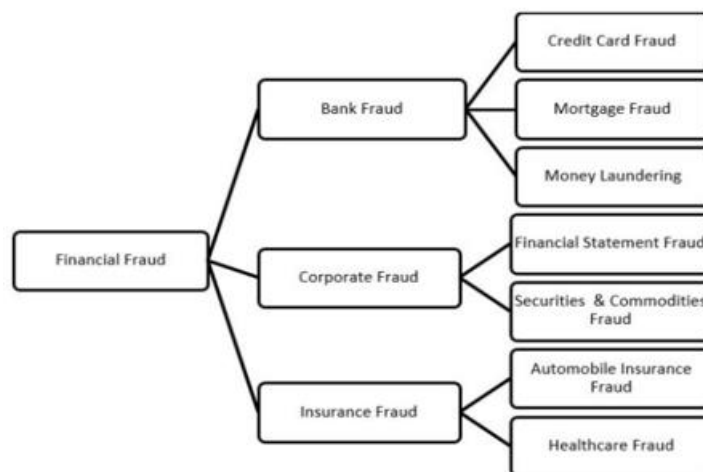 Credit Card Fraud
Bank Fraud
Mortgage Fraud
Money Laundering
Financial Fraud
Corporate Fraud
Financial Statement Fraud
Securities & Commodities
Fraud
Insurance Fraud
Automobile Insurance
Fraud
Healthcare Fraud